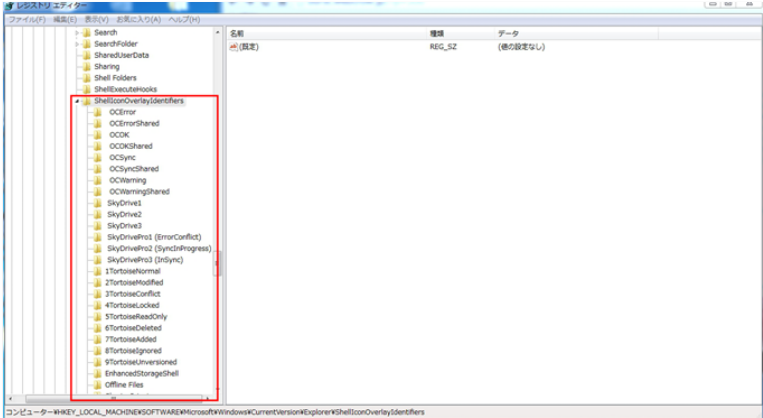 レジストリ エディター
ファイル(F) 編集(E) 表示(V) お気に入り(A) ヘルプ(H)
Search
SearchFolder
SharedUserData
Sharing
Shell Folders
ShellExecuteHooks
ShellIconOverlayIdentifiers
OCError
OCErrorShared
OCOK
OCOKShared
OCSync
OCSyncShared
OCWarning
OCWarningShared
SkyDrive1
SkyDrive2
SkyDrive3
SkyDrivePro1 (ErrorConflict)
SkyDrivePro2 (SyncInProgress)
SkyDrivePro3 (InSync)
1TortoiseNormal
2TortoiseModified
3TortoiseConflict
4TortoiseLocked
5TortoiseReadOnly
6TortoiseDeleted
7TortoiseAdded
8TortoiseIgnored
9TortoiseUnversioned
EnhancedStorageShell
Offline Files
名前 種類 データ
ab (既定) REG_SZ (値の設定なし)
コンピューター¥HKEY_LOCAL_MACHINE¥SOFTWARE¥Microsoft¥Windows¥CurrentVersion¥Explorer¥ShellIconOverlayIdentifiers